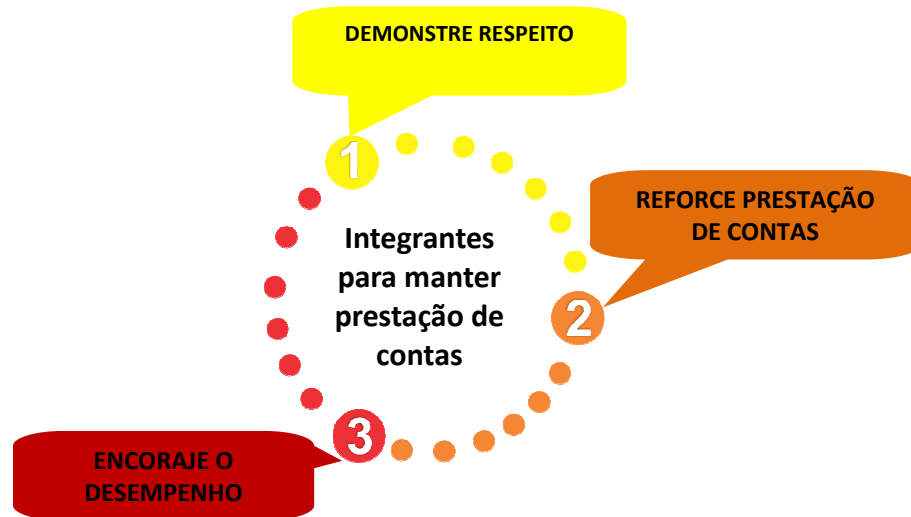 DEMONSTRE RESPEITO
1
REFORCE PRESTAÇÃO
DE CONTAS
Integrantes
para manter
prestação de
contas
2
3
ENCORAJE O
DESEMPENHO